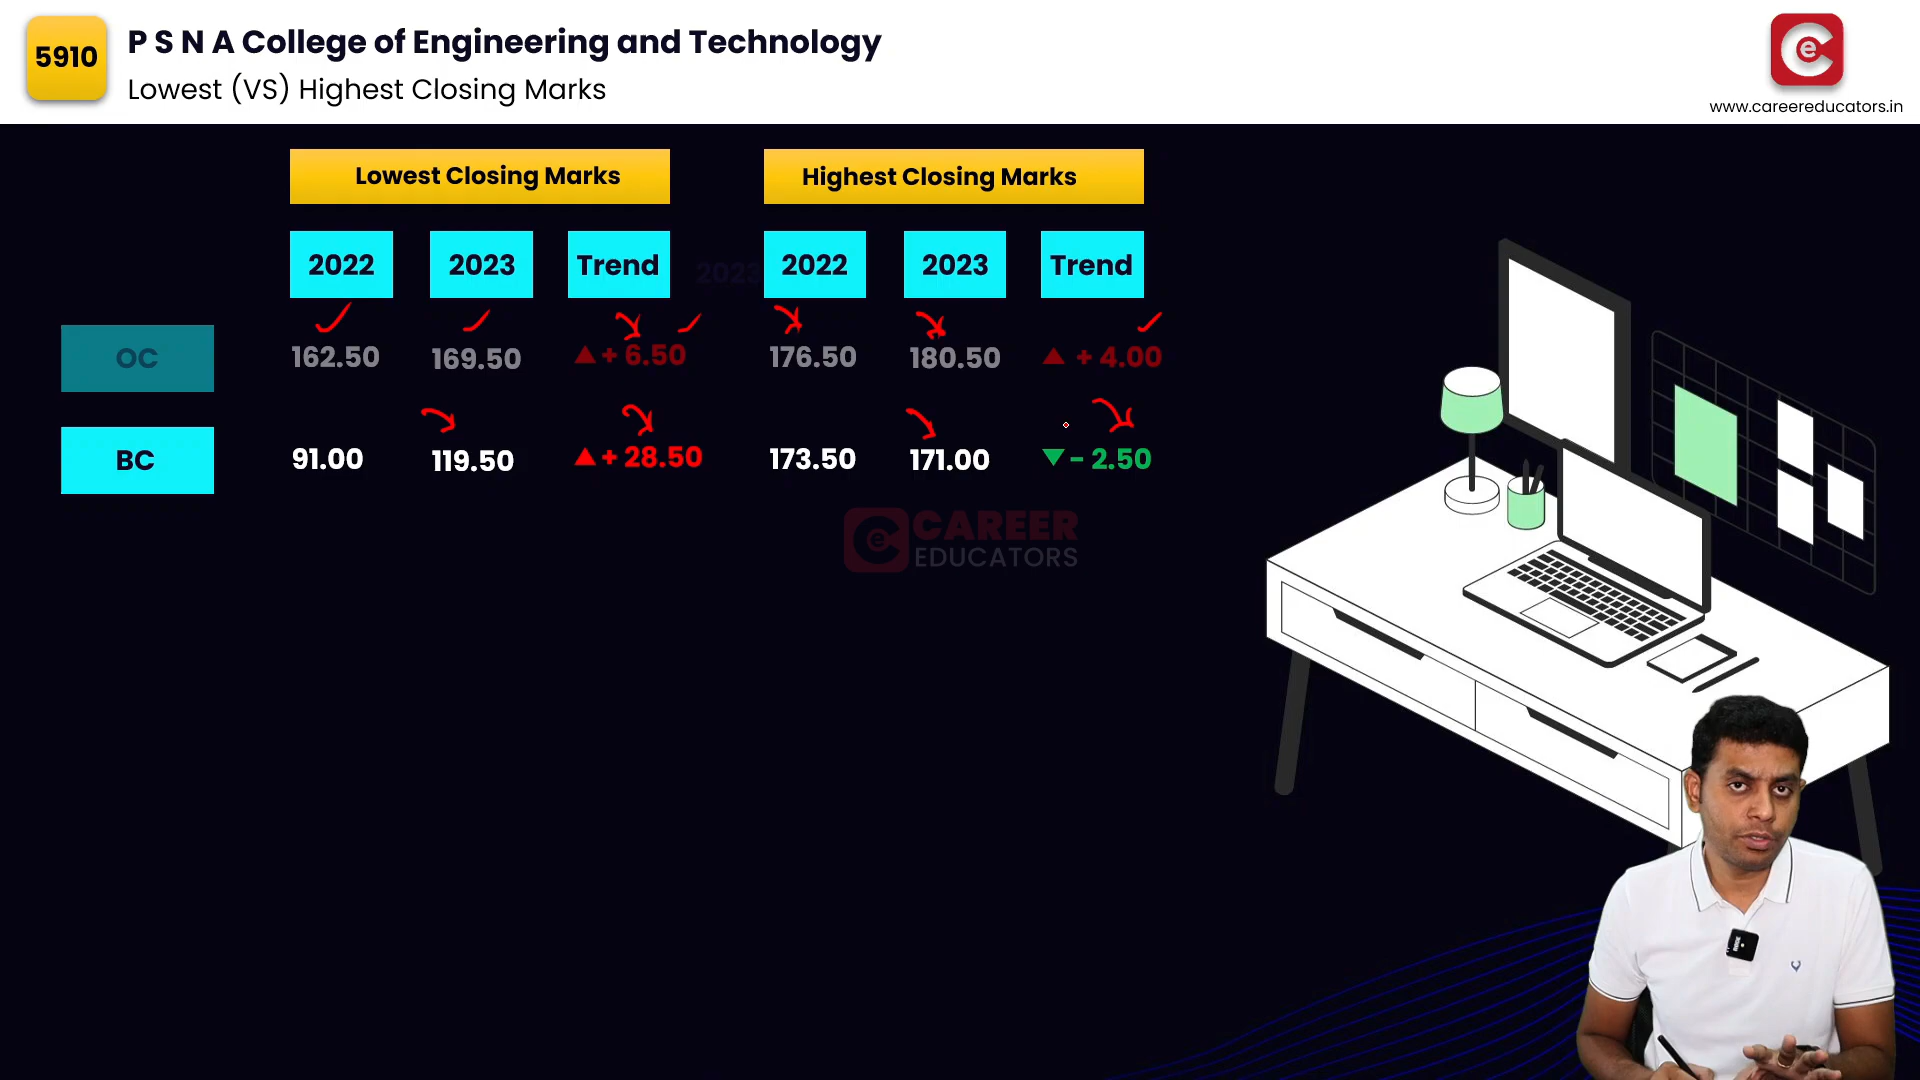 5910
P S N A College of Engineering and Technology
Lowest (VS) Highest Closing Marks
e
www.careereducators.in
Lowest Closing Marks
Highest Closing Marks
2022 2023 Trend 2023 2022 2023 Trend
OC 162.50 169.50 ▲+ 6.50 176.50 180.50 ▲ + 4.00
BC 91.00 119.50 ▲+ 28.50 173.50 171.00 ▼- 2.50
e CAREER
EDUCATORS